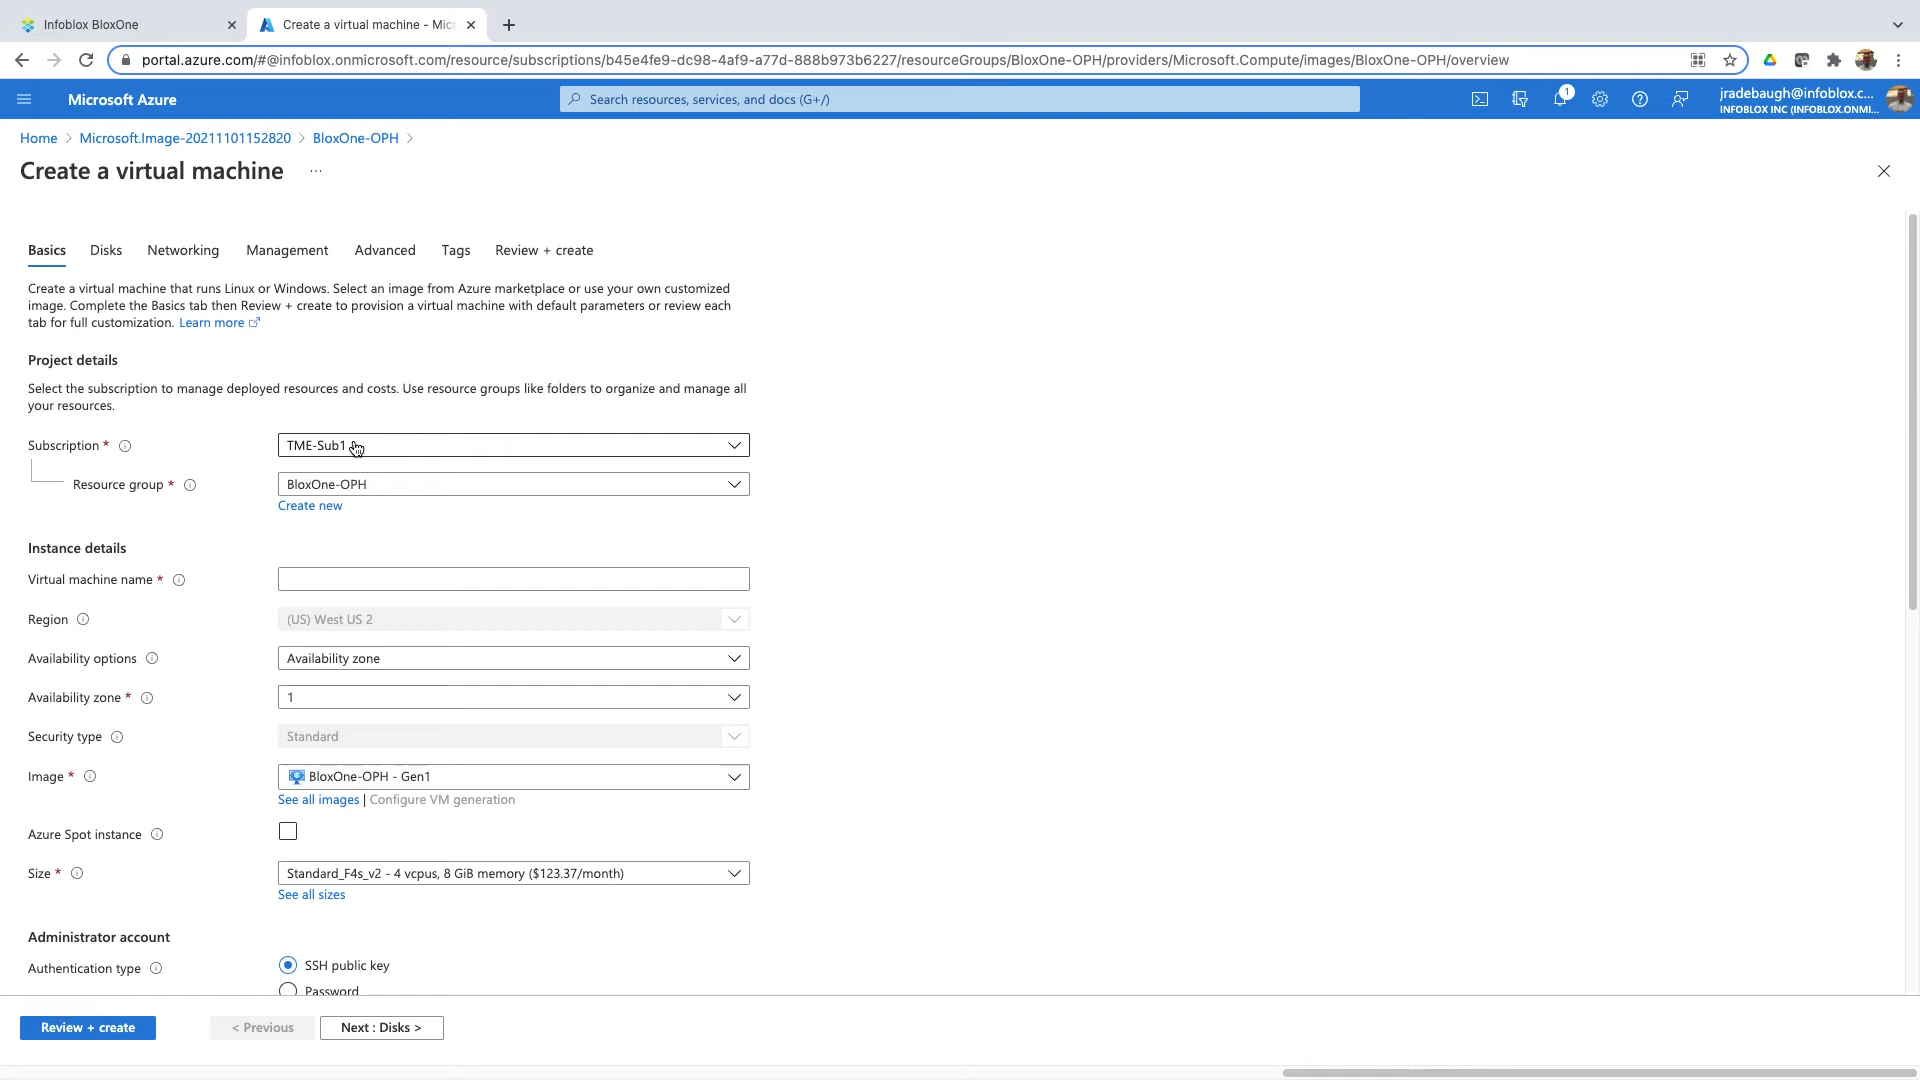 Infoblox BloxOne
Create a virtual machine - Micr
portal.azure.com/#@infoblox.onmicrosoft.com/resource/subscriptions/b45e4fe9-dc98-4af9-a77d-888b973b6227/resourceGroups/BloxOne-OPH/providers/Microsoft.Compute/images/BloxOne-OPH/overview
Microsoft Azure
Search resources, services, and docs (G+/)
1
jradebaugh@infoblox.c...
INFOBLOX INC (INFOBLOX.ONMI...
Home > Microsoft.Image-20211101152820 > BloxOne-OPH >
Create a virtual machine ...
Basics Disks Networking Management Advanced Tags Review + create
Create a virtual machine that runs Linux or Windows. Select an image from Azure marketplace or use your own customized
image. Complete the Basics tab then Review + create to provision a virtual machine with default parameters or review each
tab for full customization. Learn more
Project details
Select the subscription to manage deployed resources and costs. Use resource groups like folders to organize and manage all
your resources.
Subscription * TME-Sub1
Resource group * BloxOne-OPH
Create new
Instance details
Virtual machine name *
Region (US) West US 2
Availability options Availability zone
Availability zone * 1
Security type Standard
Image * BloxOne-OPH - Gen1
See all images | Configure VM generation
Azure Spot instance
Size * Standard_F4s_v2 - 4 vcpus, 8 GiB memory ($123.37/month)
See all sizes
Administrator account
Authentication type SSH public key
Password
Review + create < Previous Next : Disks >